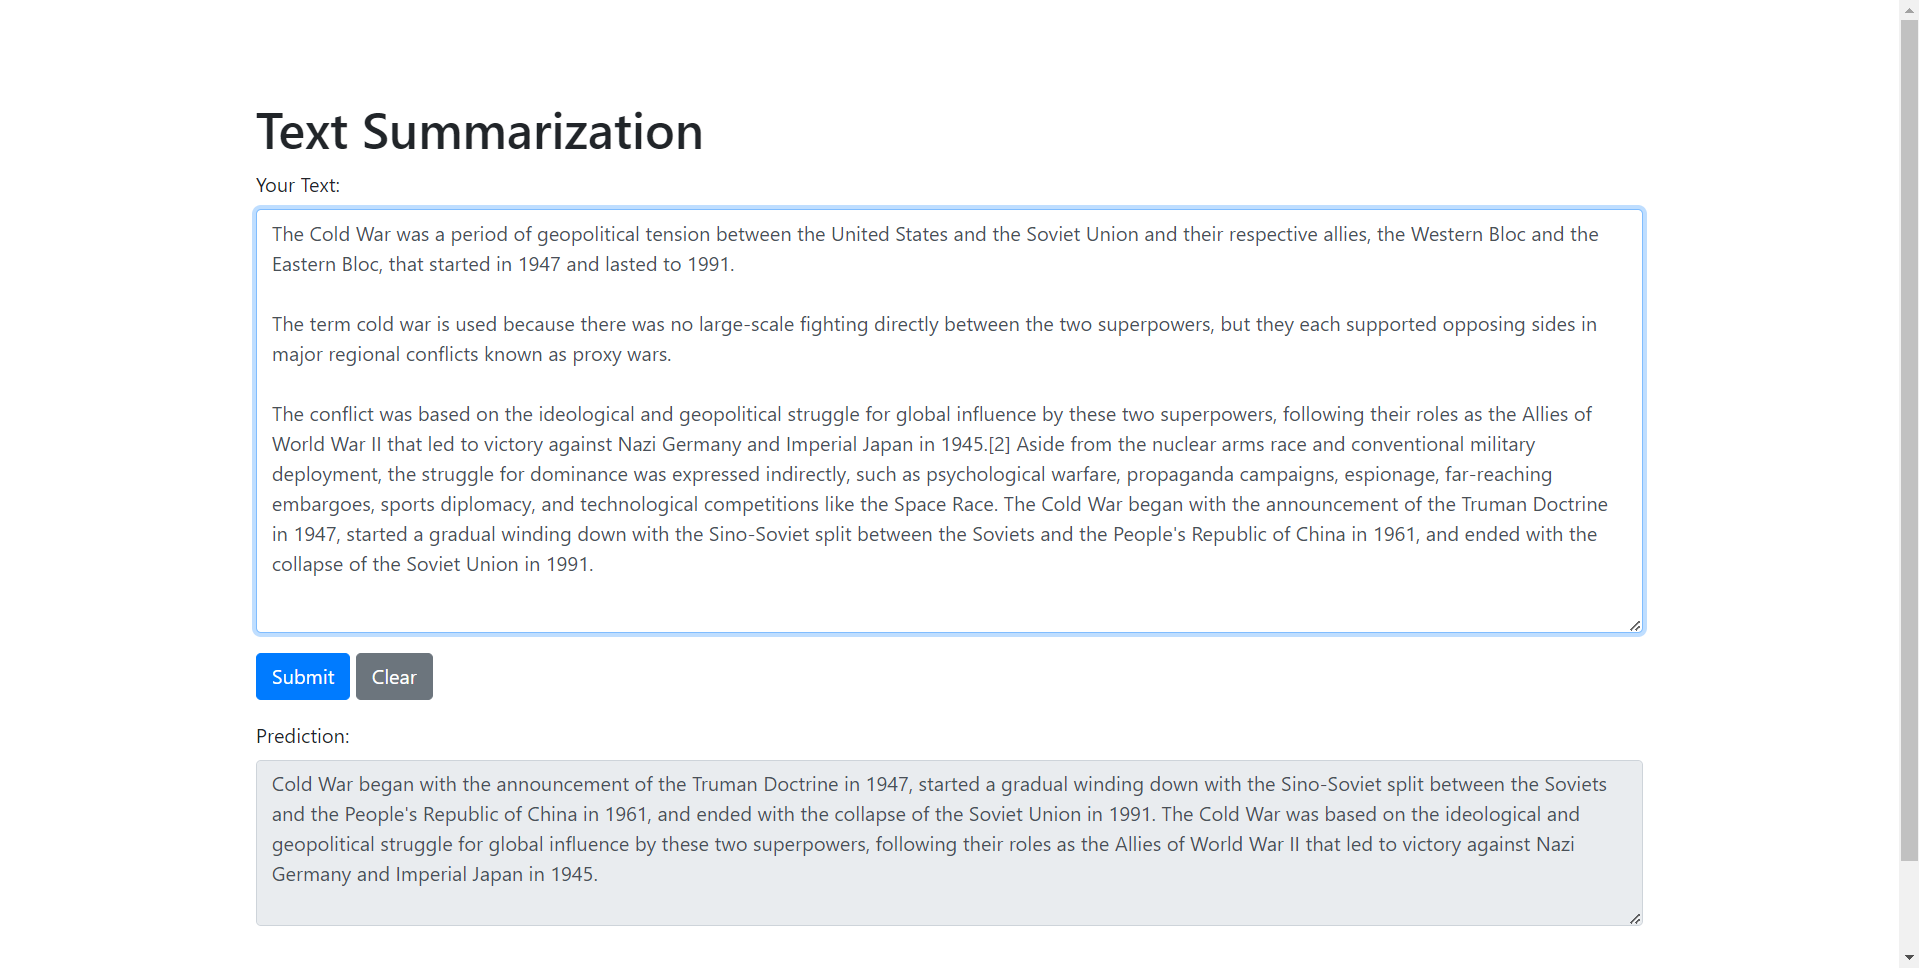 Text Summarization
Your Text:
The Cold War was a period of geopolitical tension between the United States and the Soviet Union and their respective allies, the Western Bloc and the
Eastern Bloc, that started in 1947 and lasted to 1991.
The term cold war is used because there was no large-scale fighting directly between the two superpowers, but they each supported opposing sides in
major regional conflicts known as proxy wars.
The conflict was based on the ideological and geopolitical struggle for global influence by these two superpowers, following their roles as the Allies of
World War II that led to victory against Nazi Germany and Imperial Japan in 1945.[2] Aside from the nuclear arms race and conventional military
deployment, the struggle for dominance was expressed indirectly, such as psychological warfare, propaganda campaigns, espionage, far-reaching
embargoes, sports diplomacy, and technological competitions like the Space Race. The Cold War began with the announcement of the Truman Doctrine
in 1947, started a gradual winding down with the Sino-Soviet split between the Soviets and the People's Republic of China in 1961, and ended with the
collapse of the Soviet Union in 1991.
Submit Clear
Prediction:
Cold War began with the announcement of the Truman Doctrine in 1947, started a gradual winding down with the Sino-Soviet split between the Soviets
and the People's Republic of China in 1961, and ended with the collapse of the Soviet Union in 1991. The Cold War was based on the ideological and
geopolitical struggle for global influence by these two superpowers, following their roles as the Allies of World War II that led to victory against Nazi
Germany and Imperial Japan in 1945.